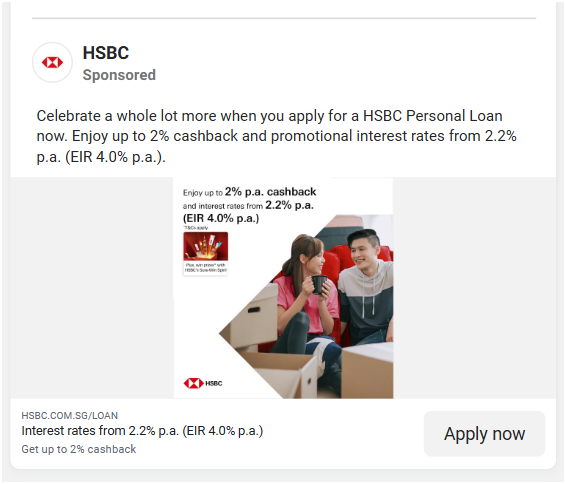 HSBC
Sponsored
Celebrate a whole lot more when you apply for a HSBC Personal Loan
now. Enjoy up to 2% cashback and promotional interest rates from 2.2%
p.a. (EIR 4.0% p.a.).
Enjoy up to 2% p.a. cashback
and interest rates from 2.2% p.a.
(EIR 4.0% p.a.)
*T&Cs apply
Plus, win prizes* with
HSBC's Sure-Win Spin!
HSBC
HSBC.COM.SG/LOAN
Interest rates from 2.2% p.a. (EIR 4.0% p.a.)
Get up to 2% cashback
Apply now